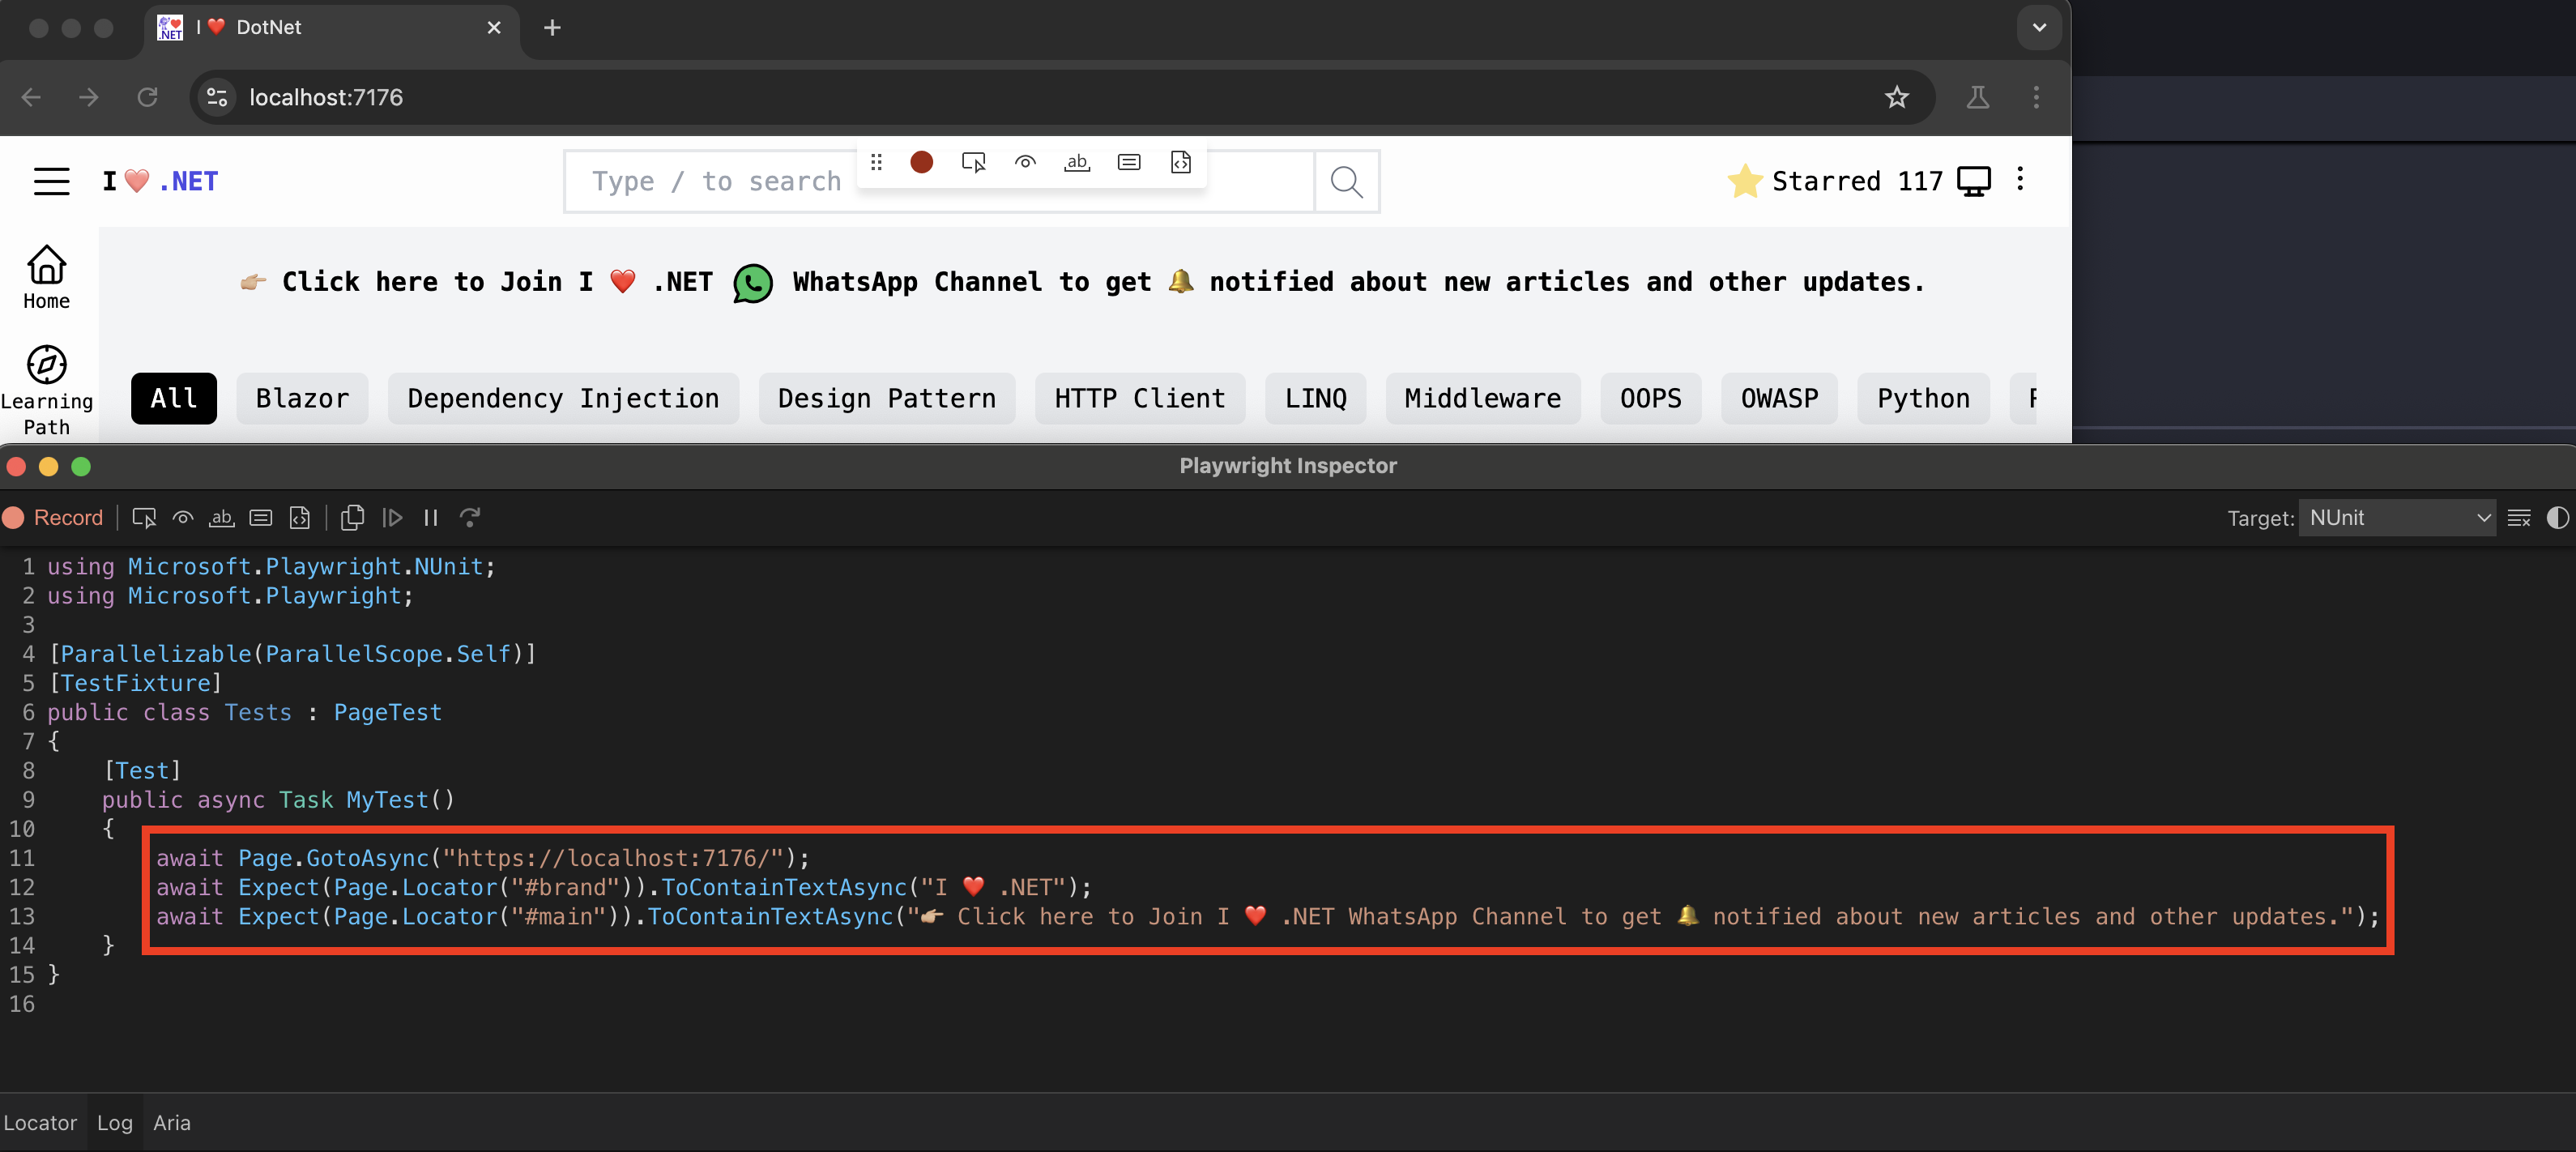 I ❤️ DotNet
localhost:7176
I ❤️ .NET
Type / to search
ab
Starred 117
👉🏼 Click here to Join I ❤️ .NET WhatsApp Channel to get 🔔 notified about new articles and other updates.
Home
Learning
Path
All Blazor Dependency Injection Design Pattern HTTP Client LINQ Middleware OOPS OWASP Python
Playwright Inspector
Record ab Target: NUnit
1 using Microsoft.Playwright.NUnit;
2 using Microsoft.Playwright;
3
4 [Parallelizable(ParallelScope.Self)]
5 [TestFixture]
6 public class Tests : PageTest
7 {
8     [Test]
9     public async Task MyTest()
10     {
11         await Page.GotoAsync("https://localhost:7176/");
12         await Expect(Page.Locator("#brand")).ToContainTextAsync("I ❤️ .NET");
13         await Expect(Page.Locator("#main")).ToContainTextAsync("👉🏼 Click here to Join I ❤️ .NET WhatsApp Channel to get 🔔 notified about new articles and other updates.");
14     }
15 }
16
Locator Log Aria